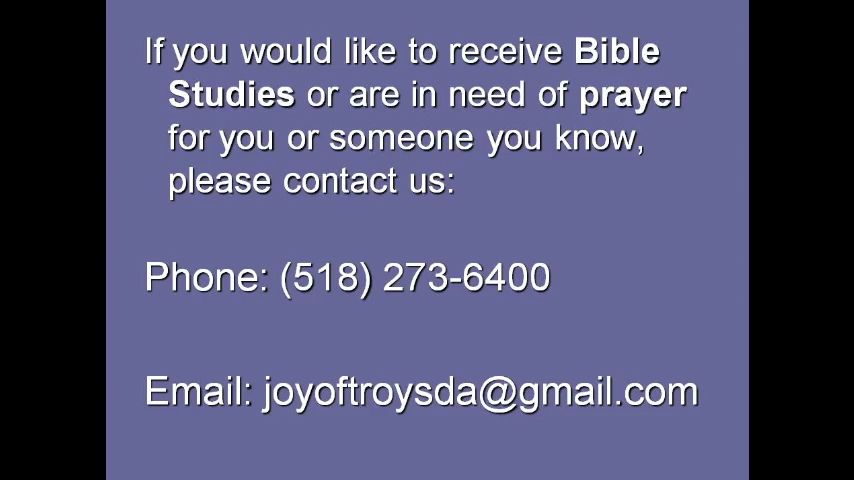 If you would like to receive Bible
Studies or are in need of prayer
for you or someone you know,
please contact us:
Phone: (518) 273-6400
Email: joyoftroysda@gmail.com